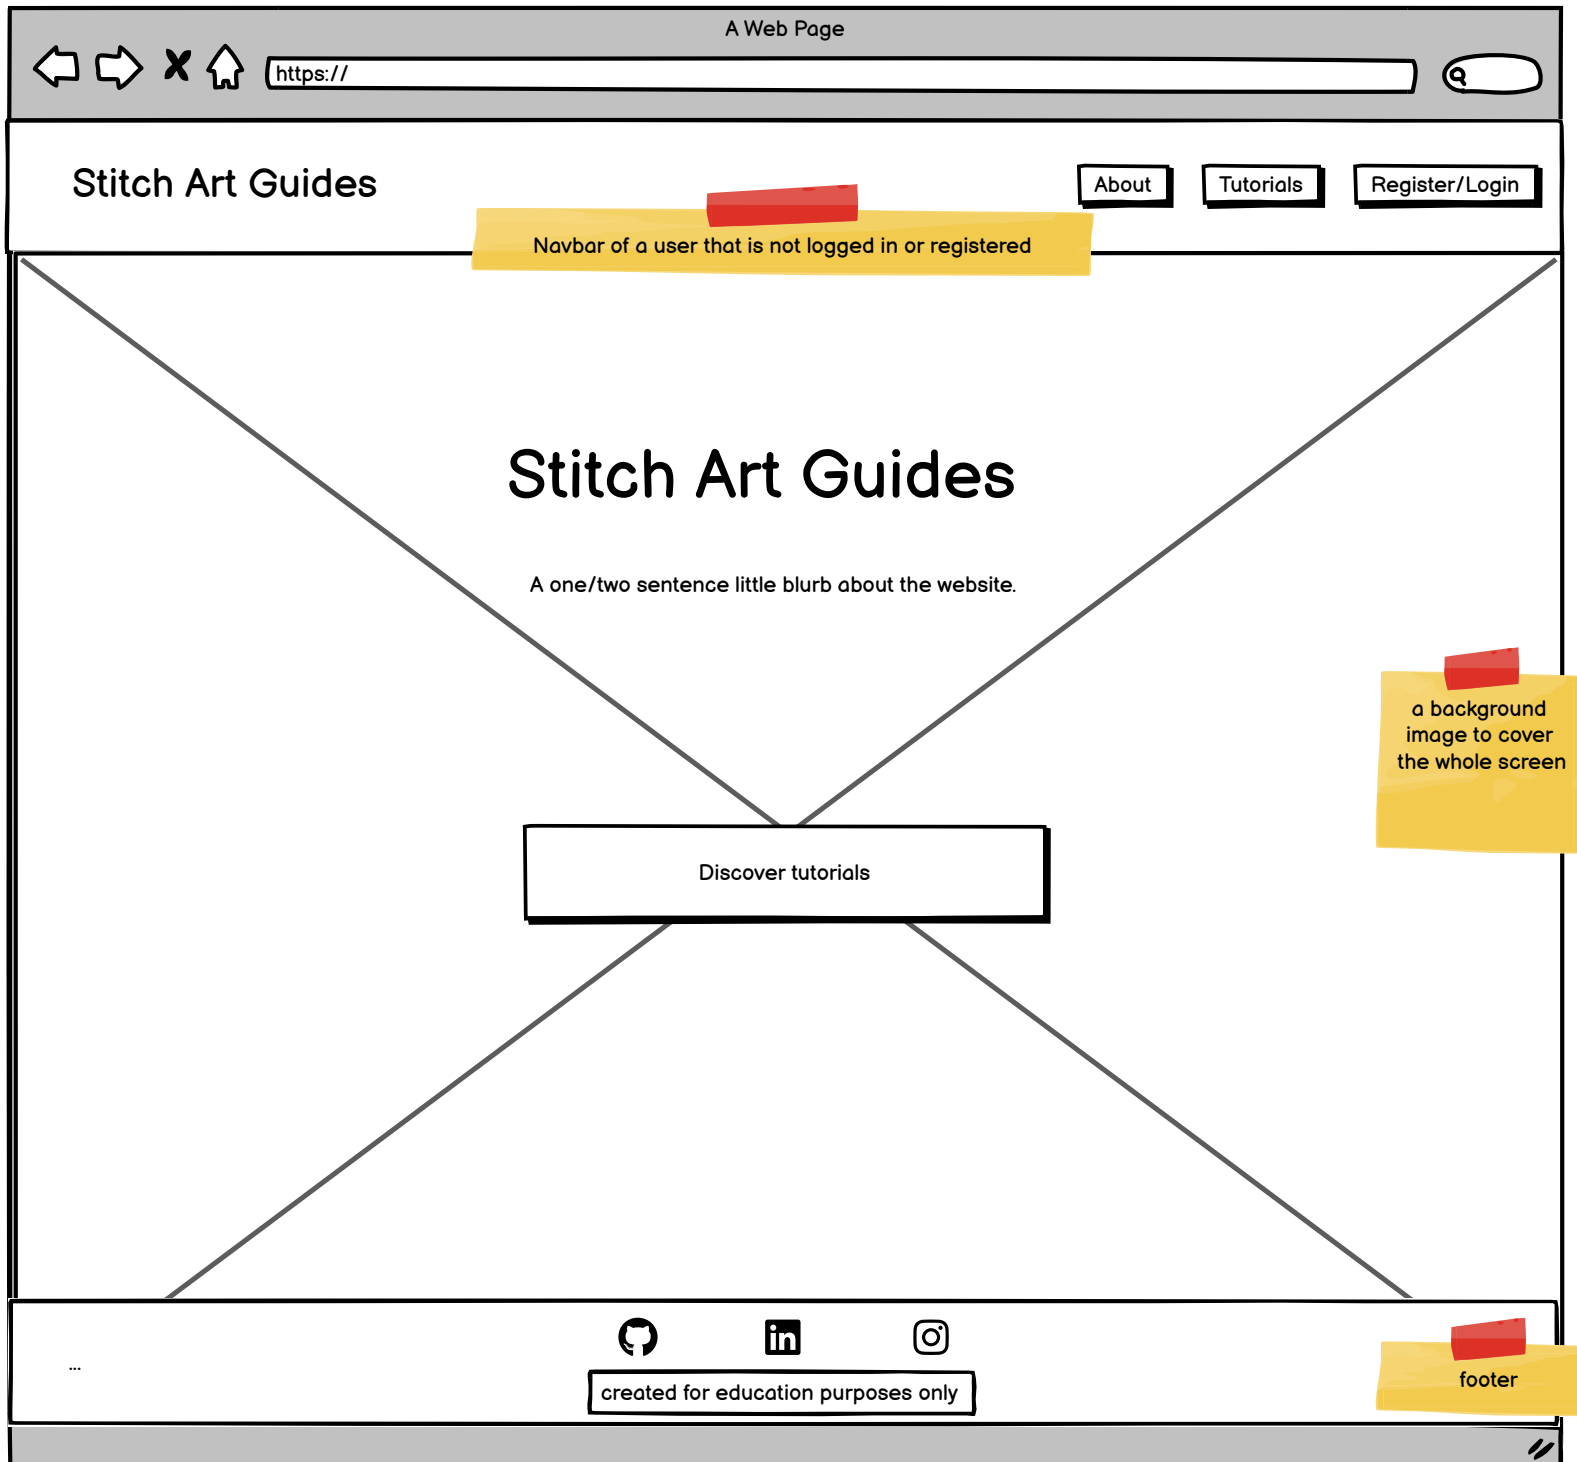 A Web Page
https://
Stitch Art Guides
About
Tutorials
Register/Login
Navbar of a user that is not logged in or registered
Stitch Art Guides
A one/two sentence little blurb about the website.
a background
image to cover
the whole screen
Discover tutorials
in
...
created for education purposes only
footer